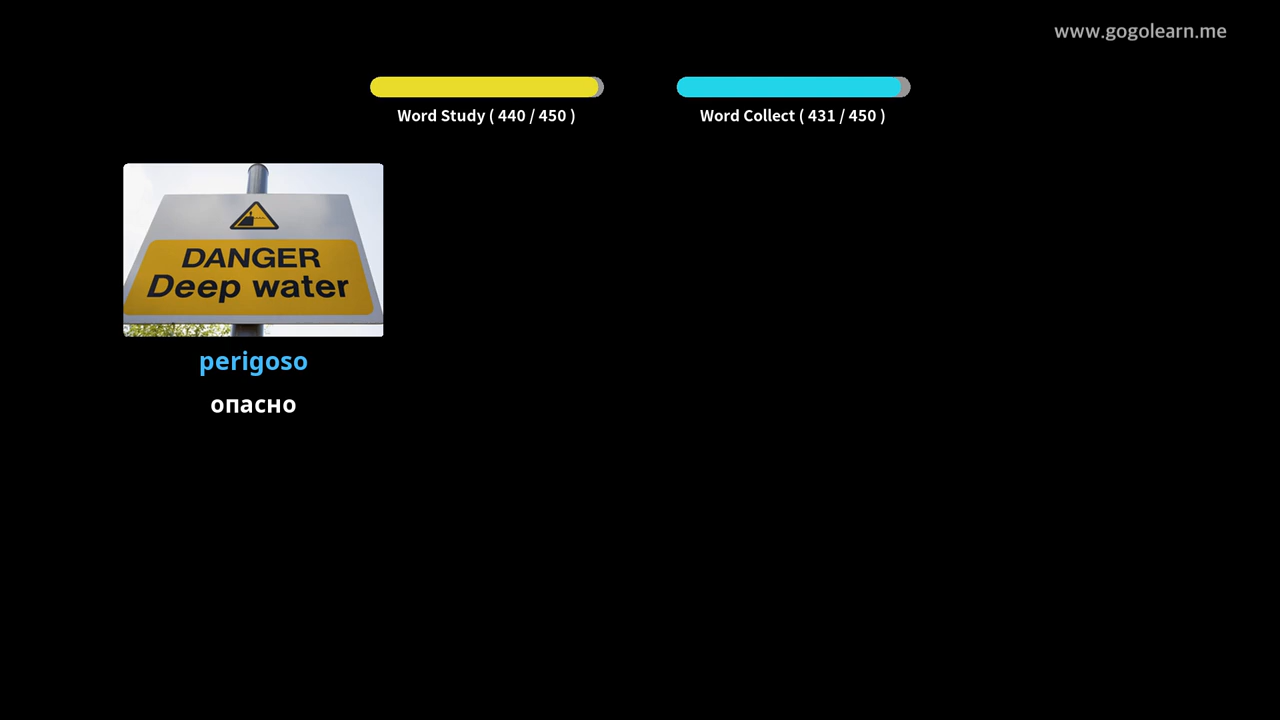 www.gogolearn.me
Word Study ( 440 / 450 )
Word Collect ( 431 / 450 )
DANGER
Deep water
perigoso
опасно